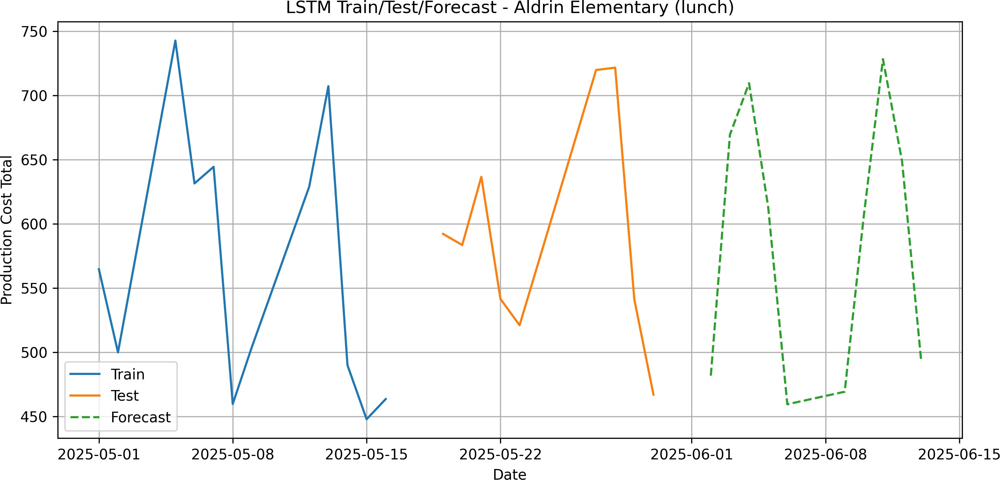 LSTM Train/Test/Forecast - Aldrin Elementary (lunch)
Production Cost Total
750
700
650
600
550
500
450
Train
Test
Forecast
2025-05-01 2025-05-08 2025-05-15 2025-05-22 2025-06-01 2025-06-08 2025-06-15
Date